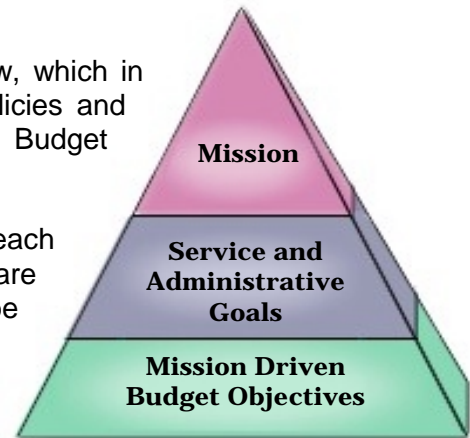 w, which in
licies and
Budget
each
are
be
Mission
Service and
Administrative
Goals
Mission Driven
Budget Objectives